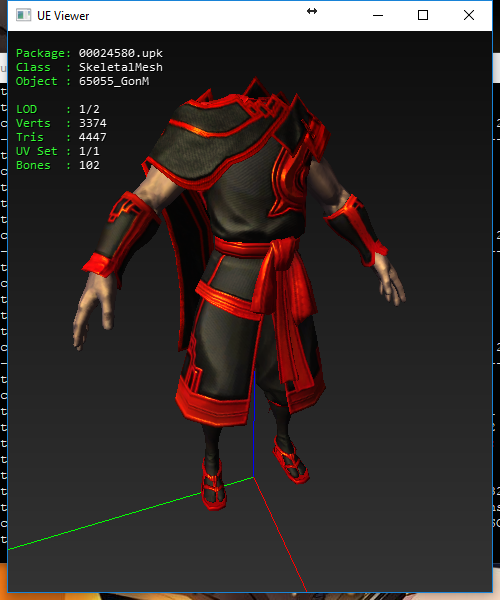 UE Viewer
Package: 00024580.upk
Class : SkeletalMesh
Object : 65055_GonM
LOD : 1/2
Verts : 3374
Tris : 4447
UV Set : 1/1
Bones : 102